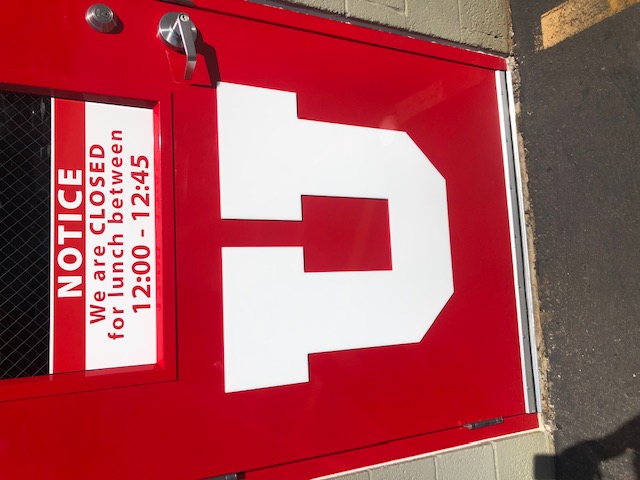 NOTICE
We are CLOSED
for lunch between
12:00 - 12:45
U